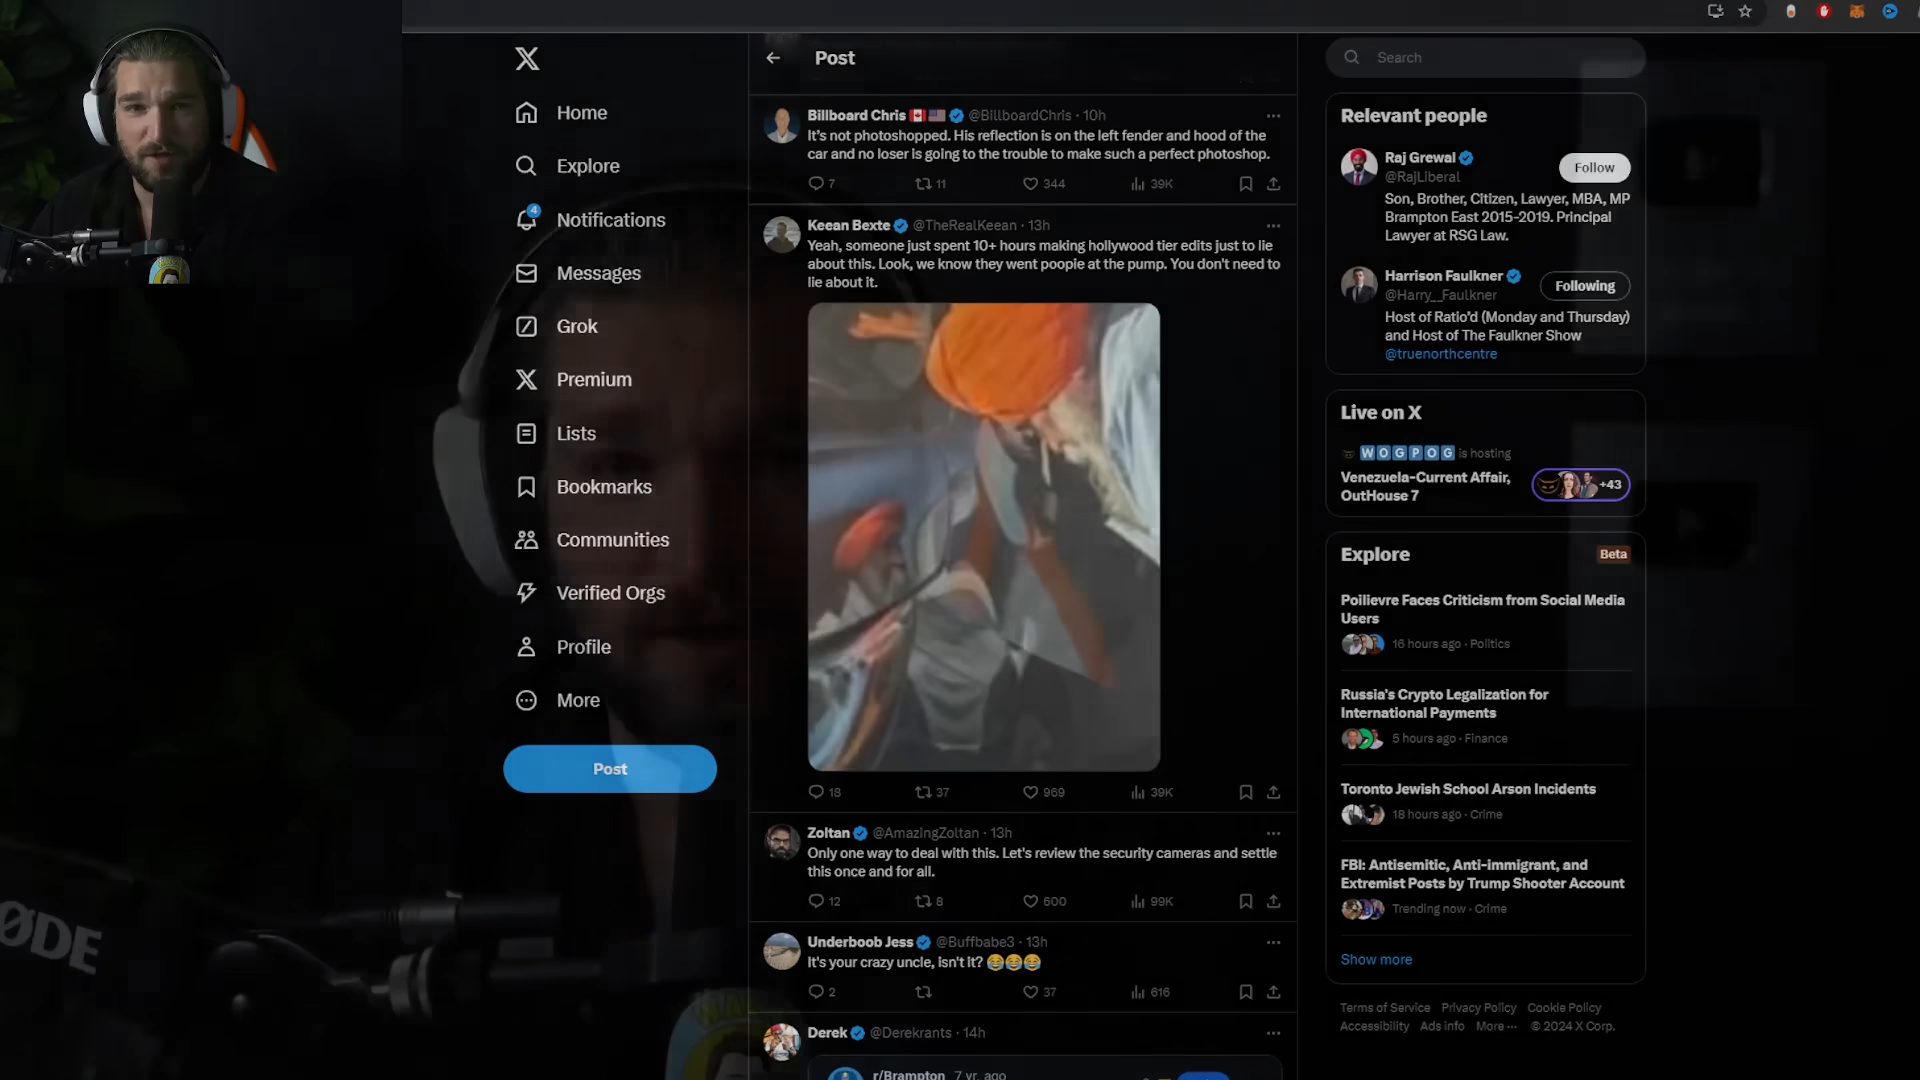 Home
Explore
4
Notifications
Messages
Grok
Premium
Lists
Bookmarks
Communities
Verified Orgs
Profile
More
Post
Post
Billboard Chris @BillboardChris · 10h
It's not photoshopped. His reflection is on the left fender and hood of the
car and no loser is going to the trouble to make such a perfect photoshop.
7 11 344 39K
Keean Bexte @TheRealKeean · 13h
Yeah, someone just spent 10+ hours making hollywood tier edits just to lie
about this. Look, we know they went poopie at the pump. You don't need to
lie about it.
18 37 969 39K
Zoltan @AmazingZoltan · 13h
Only one way to deal with this. Let's review the security cameras and settle
this once and for all.
12 8 600 99K
Underboob Jess @Buffbabe3 · 13h
It's your crazy uncle, isn't it? 😂😂😂
2 37 616
Derek @Derekrants · 14h
r/Brampton 7 yr. ago
Search
Relevant people
Raj Grewal
@RajLiberal
Follow
Son, Brother, Citizen, Lawyer, MBA, MP
Brampton East 2015-2019. Principal
Lawyer at RSG Law.
Harrison Faulkner
@Harry__Faulkner
Following
Host of Ratio'd (Monday and Thursday)
and Host of The Faulkner Show
@truenorthcentre
Live on X
WOGPOG is hosting
Venezuela-Current Affair,
OutHouse 7
+43
Explore
Beta
Poilievre Faces Criticism from Social Media
Users
16 hours ago · Politics
Russia's Crypto Legalization for
International Payments
5 hours ago · Finance
Toronto Jewish School Arson Incidents
18 hours ago · Crime
FBI: Antisemitic, Anti-immigrant, and
Extremist Posts by Trump Shooter Account
Trending now · Crime
Show more
Terms of Service Privacy Policy Cookie Policy
Accessibility Ads info More ··· © 2024 X Corp.
RØDE